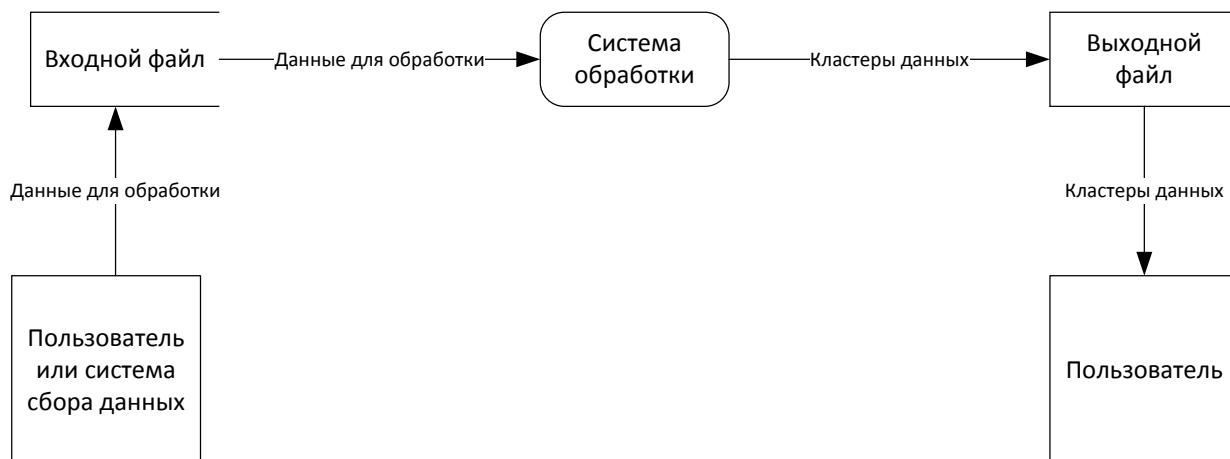 Входной файл
Данные для обработки
Система
обработки
Кластеры данных
Выходной
файл
Данные для обработки
Кластеры данных
Пользователь
или система
сбора данных
Пользователь